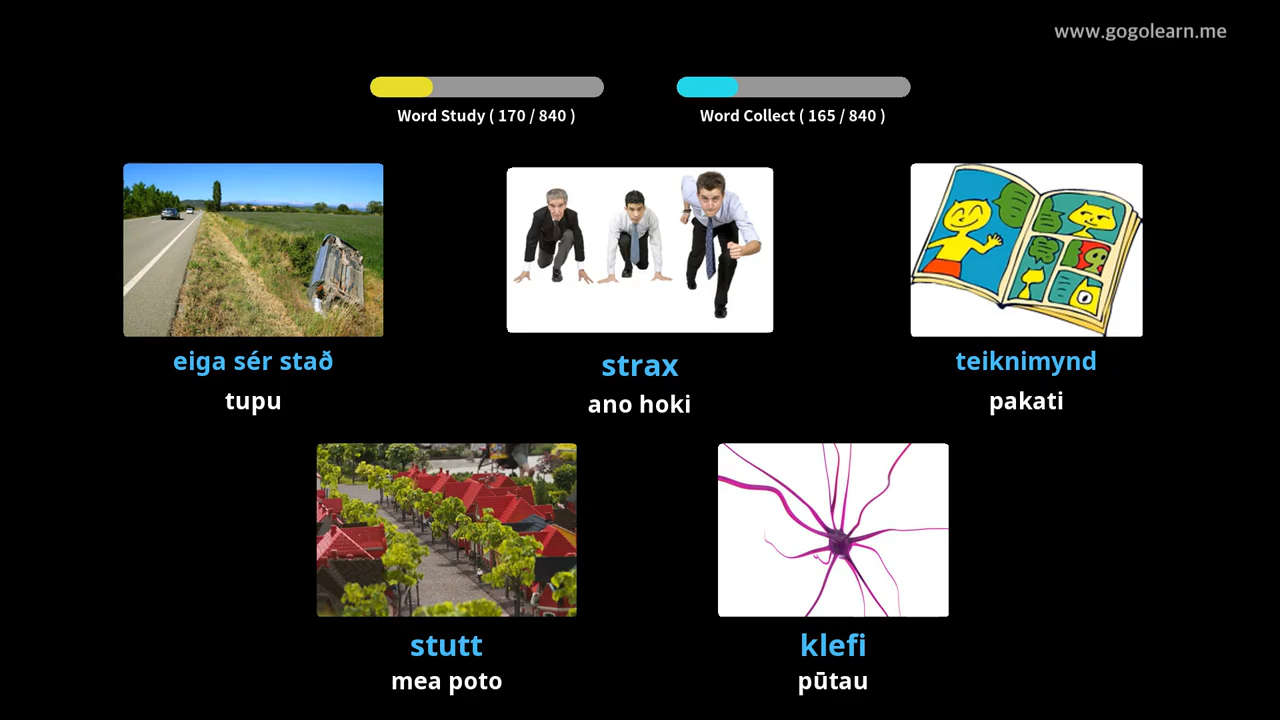 www.gogolearn.me
Word Study ( 170 / 840 )
Word Collect ( 165 / 840 )
eiga sér stað
tupu
strax
ano hoki
teiknimynd
pakati
stutt
mea poto
klefi
pūtau